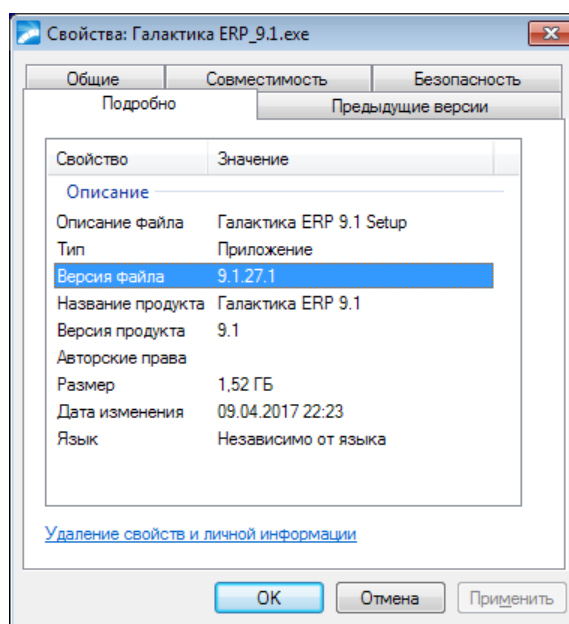 Свойства: Галактика ERP_9.1.exe
Общие Совместимость Безопасность
Подробно Предыдущие версии
Свойство Значение
Описание
Описание файла Галактика ERP 9.1 Setup
Тип Приложение
Версия файла 9.1.27.1
Название продукта Галактика ERP 9.1
Версия продукта 9.1
Авторские права
Размер 1,52 ГБ
Дата изменения 09.04.2017 22:23
Язык Независимо от языка
Удаление свойств и личной информации
OK Отмена Применить